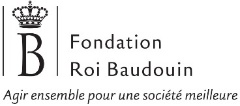 B
Fondation
Roi Baudouin
Agir ensemble pour une société meilleure